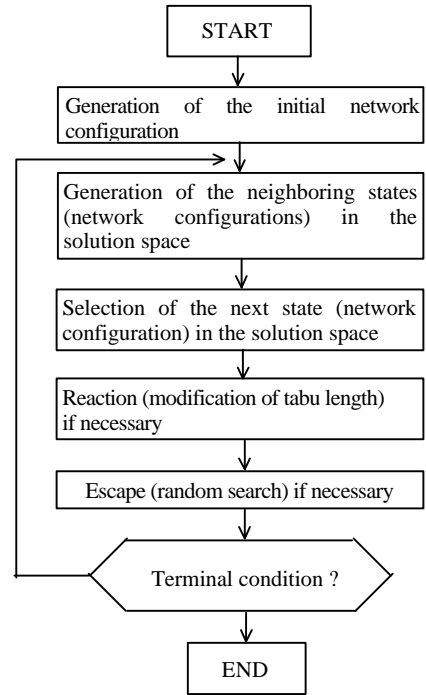 START
Generation of the initial network
configuration
Generation of the neighboring states
(network configurations) in the
solution space
Selection of the next state (network
configuration) in the solution space
Reaction (modification of tabu length)
if necessary
Escape (random search) if necessary
Terminal condition ?
END